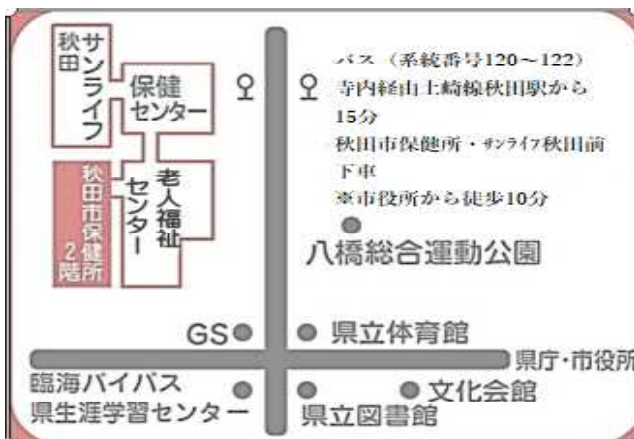 サンライフ
秋田
保健
センター
老人福祉
センター
秋田市保健所
2階
バス（系統番号120～122）
寺内経由土崎線秋田駅から
15分
秋田市保健所・ｻﾝﾗｲﾌ秋田前
下車
※市役所から徒歩10分
八橋総合運動公園
GS
県立体育館
県庁・市役所
臨海バイパス
県生涯学習センター
県立図書館
文化会館